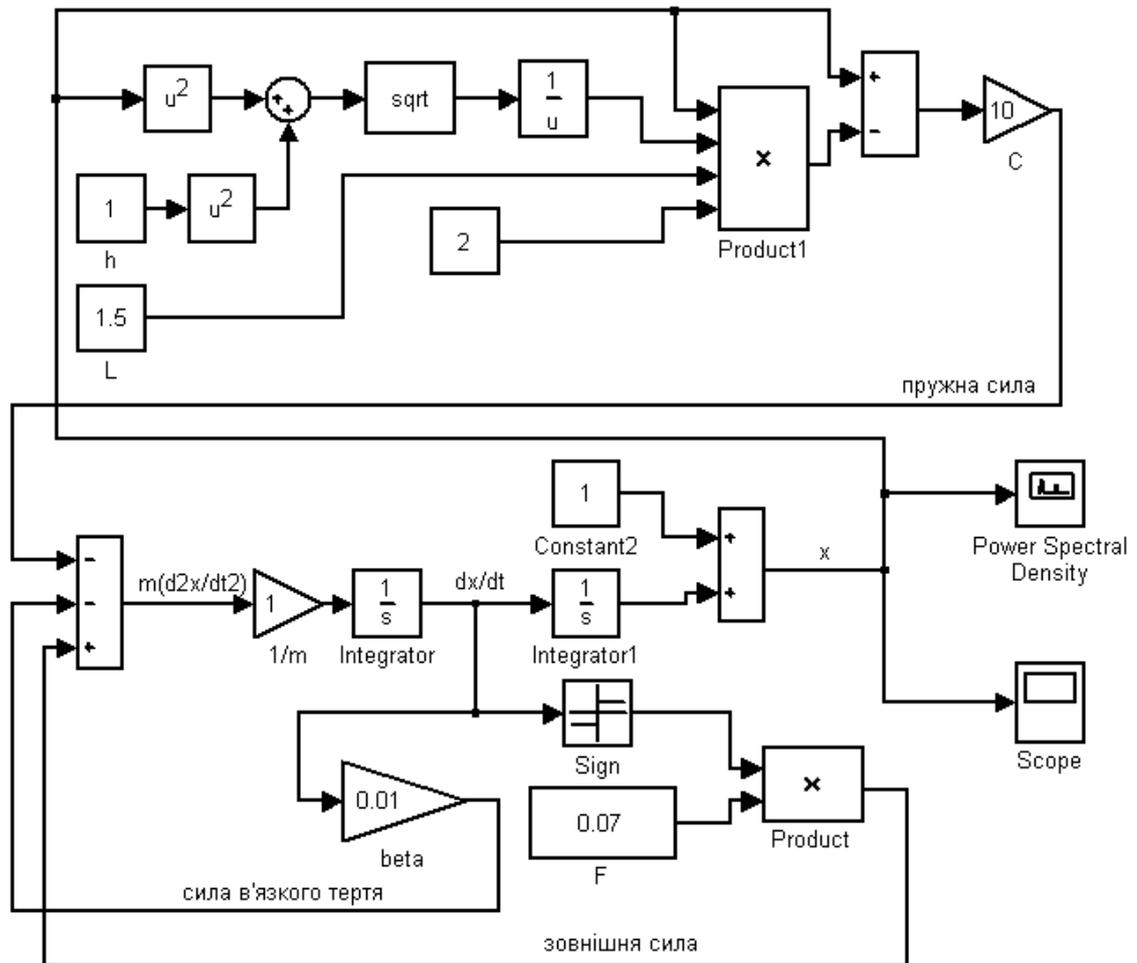 u²
sqrt
1
u
10
C
1
h
u²
2
Product1
1.5
L
пружна сила
1
Constant2
Power Spectral
Density
m(d2x/dt2)
1
1/m
1
s
Integrator
dx/dt
1
s
Integrator1
x
Sign
Scope
0.01
beta
0.07
F
Product
сила в'язкого тертя
зовнішня сила